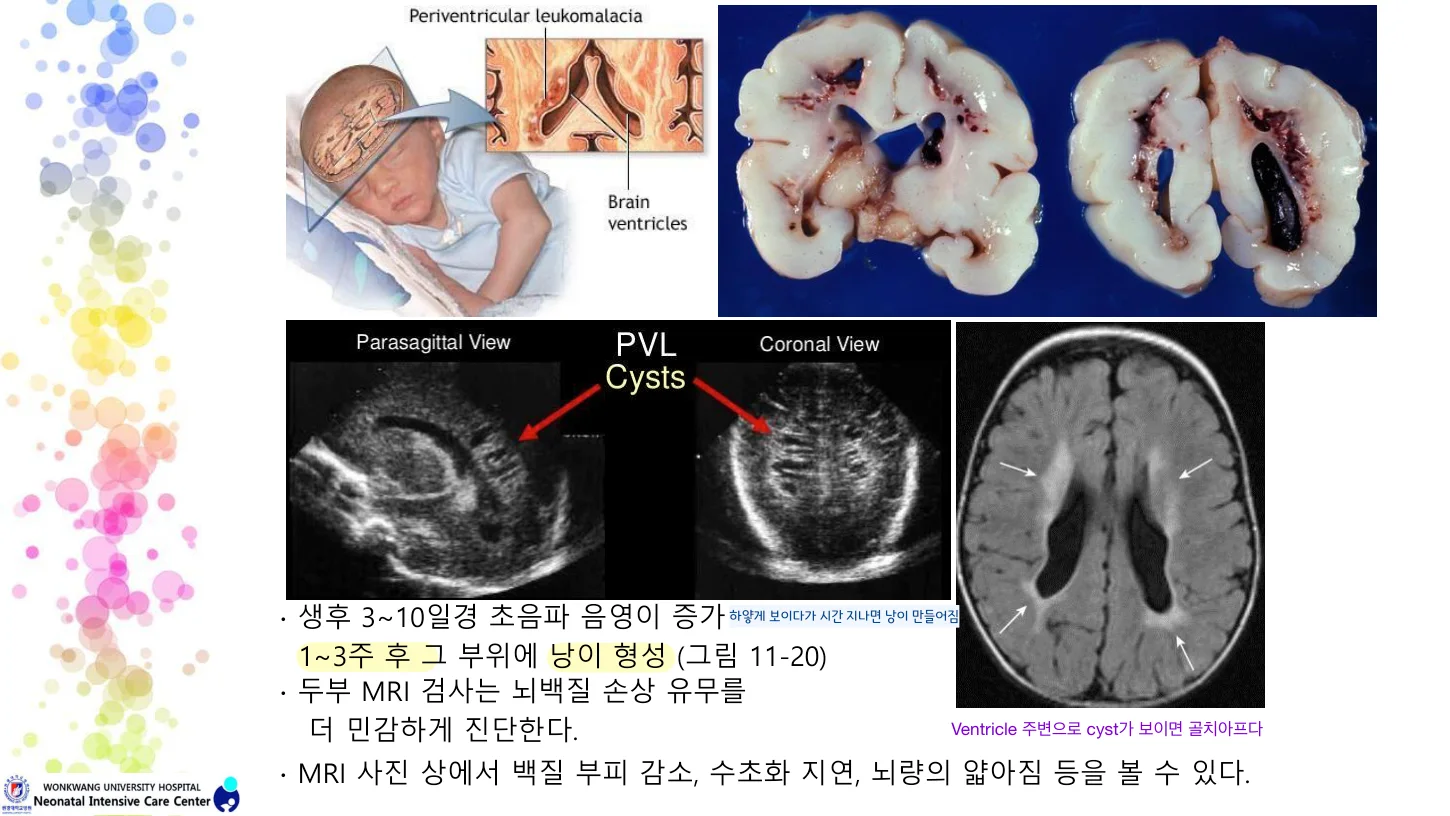 Periventricular leukomalacia
Brain
ventricles
Parasagittal View
PVL
Cysts
Coronal View
· 생후 3~10일경 초음파 음영이 증가 하얗게 보이다가 시간 지나면 낭이 만들어짐
1~3주 후 그 부위에 낭이 형성 (그림 11-20)
· 두부 MRI 검사는 뇌백질 손상 유무를
더 민감하게 진단한다.
Ventricle 주변으로 cyst가 보이면 골치아프다
· MRI 사진 상에서 백질 부피 감소, 수초화 지연, 뇌량의 얇아짐 등을 볼 수 있다.
WONKWANG UNIVERSITY HOSPITAL
Neonatal Intensive Care Center